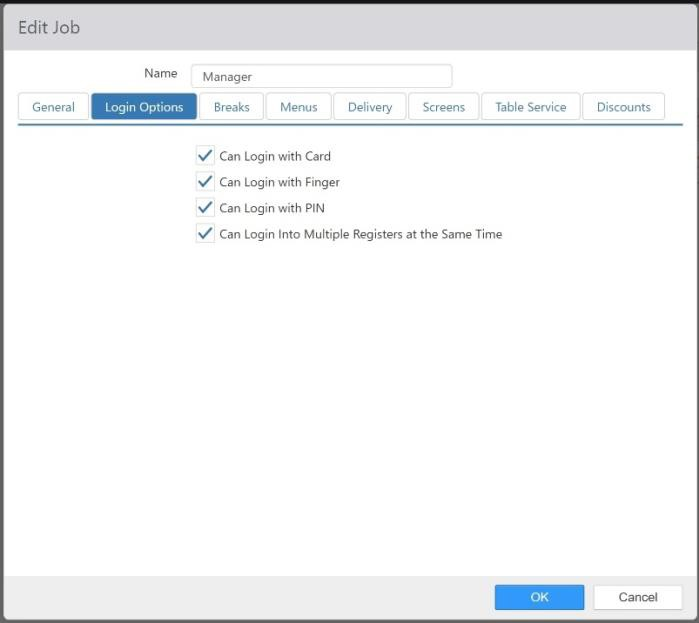 Edit Job
Name Manager
General Login Options Breaks Menus Delivery Screens Table Service Discounts
Can Login with Card
Can Login with Finger
Can Login with PIN
Can Login Into Multiple Registers at the Same Time
OK Cancel